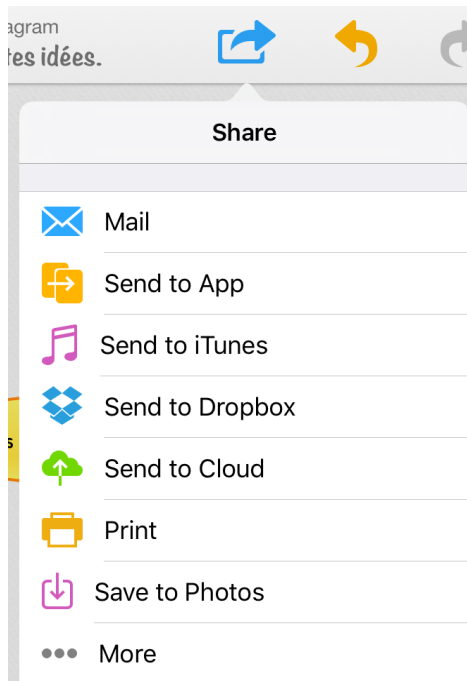 agram
tes idées.
Share
Mail
Send to App
Send to iTunes
Send to Dropbox
Send to Cloud
s
Print
Save to Photos
More